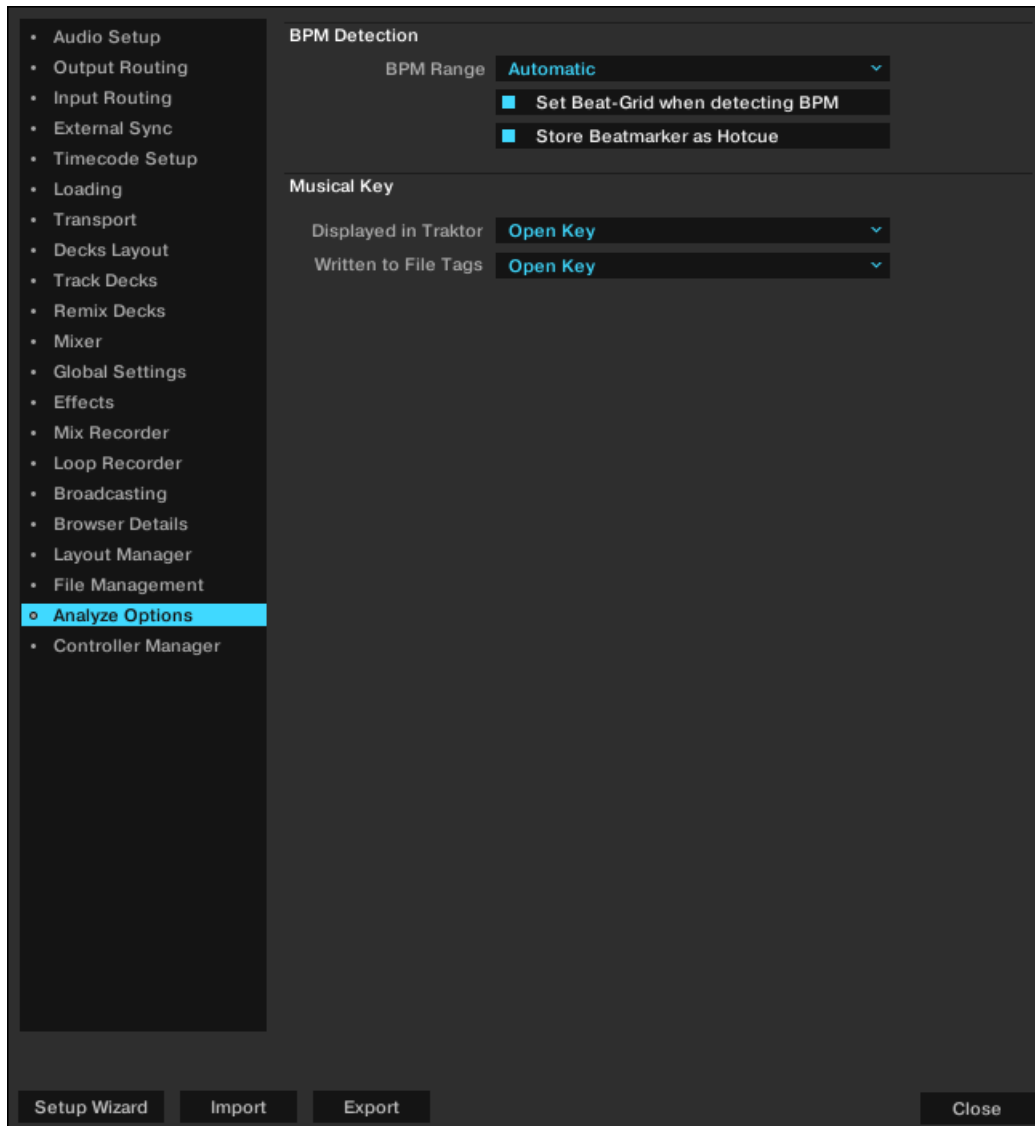 Audio Setup
Output Routing
Input Routing
External Sync
Timecode Setup
Loading
Transport
Decks Layout
Track Decks
Remix Decks
Mixer
Global Settings
Effects
Mix Recorder
Loop Recorder
Broadcasting
Browser Details
Layout Manager
File Management
Analyze Options
Controller Manager
BPM Detection
BPM Range Automatic
Set Beat-Grid when detecting BPM
Store Beatmarker as Hotcue
Musical Key
Displayed in Traktor Open Key
Written to File Tags Open Key
Setup Wizard Import Export Close